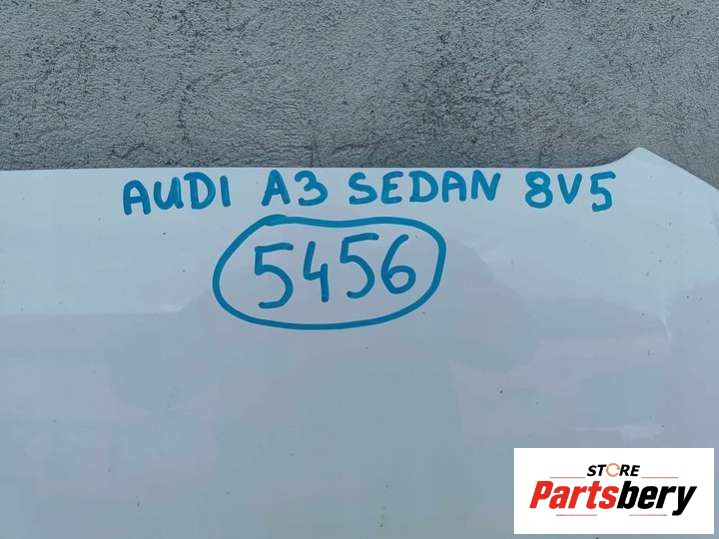 AUDI A3 SEDAN 8V5
5456
STORE
Partsbery